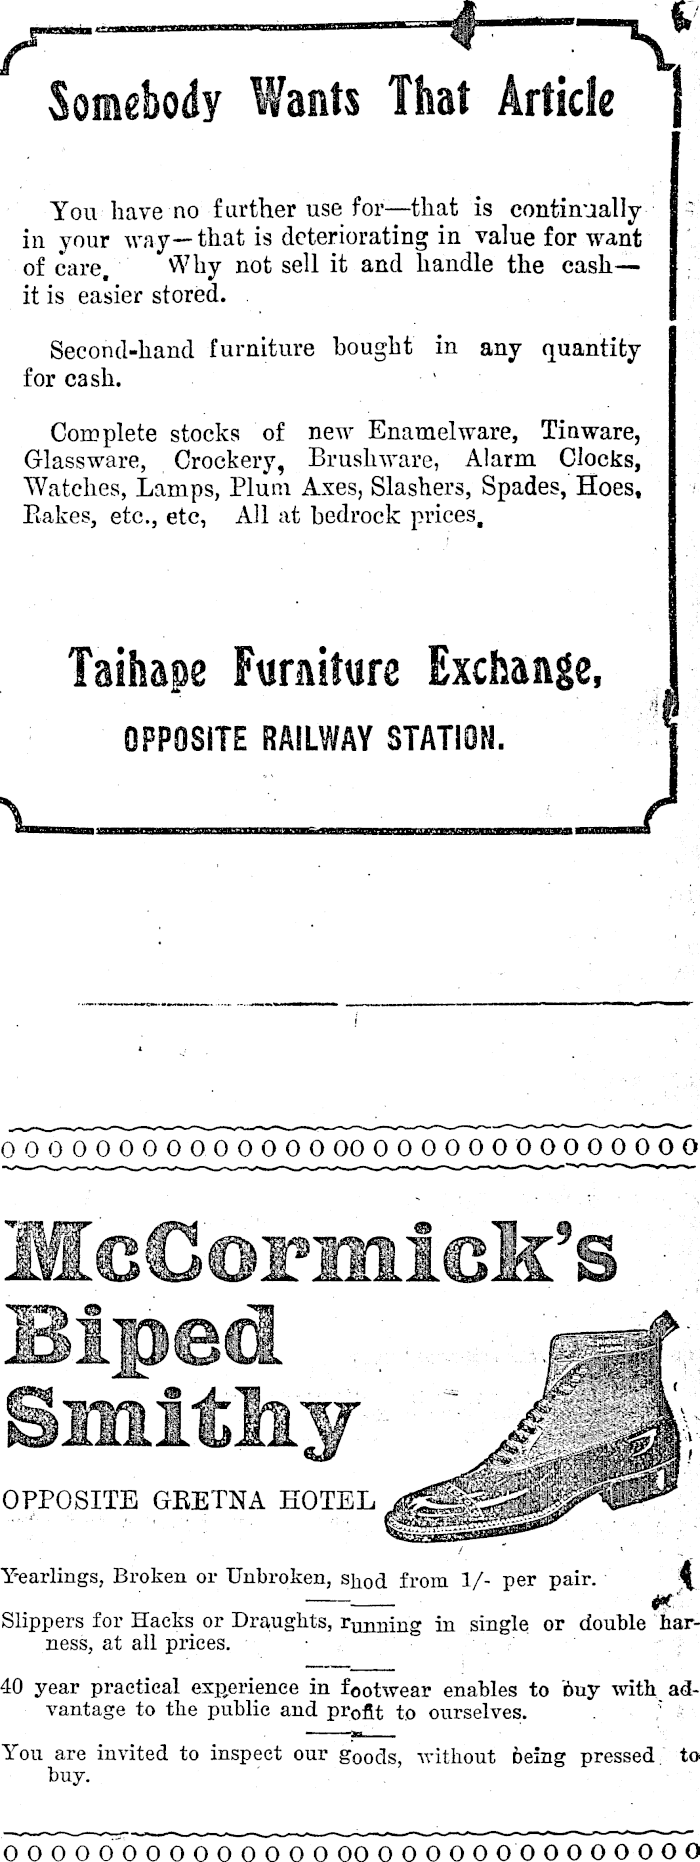 Somebody Wants That Article
You have no further use for—that is continually
in your way—that is deteriorating in value for want
of care. Why not sell it and handle the cash—
it is easier stored.
Second-hand furniture bought in any quantity
for cash.
Complete stocks of new Enamelware, Tinware,
Glassware, Crockery, Brushware, Alarm Clocks,
Watches, Lamps, Plum Axes, Slashers, Spades, Hoes,
Rakes, etc., etc, All at bedrock prices.
Taihape Furniture Exchange,
OPPOSITE RAILWAY STATION.
OOOOOOOOOOOOOOOOOOOOOOOOOOOOOO
McCormick's
Biped
Smithy
OPPOSITE GRETNA HOTEL
Yearlings, Broken or Unbroken, shod from 1/- per pair.
Slippers for Hacks or Draughts, running in single or double har-
ness, at all prices.
40 year practical experience in footwear enables to buy with ad-
vantage to the public and profit to ourselves.
You are invited to inspect our goods, without being pressed to
buy.
OOOOOOOOOOOOOOOOOOOOOOOOOOOOOO